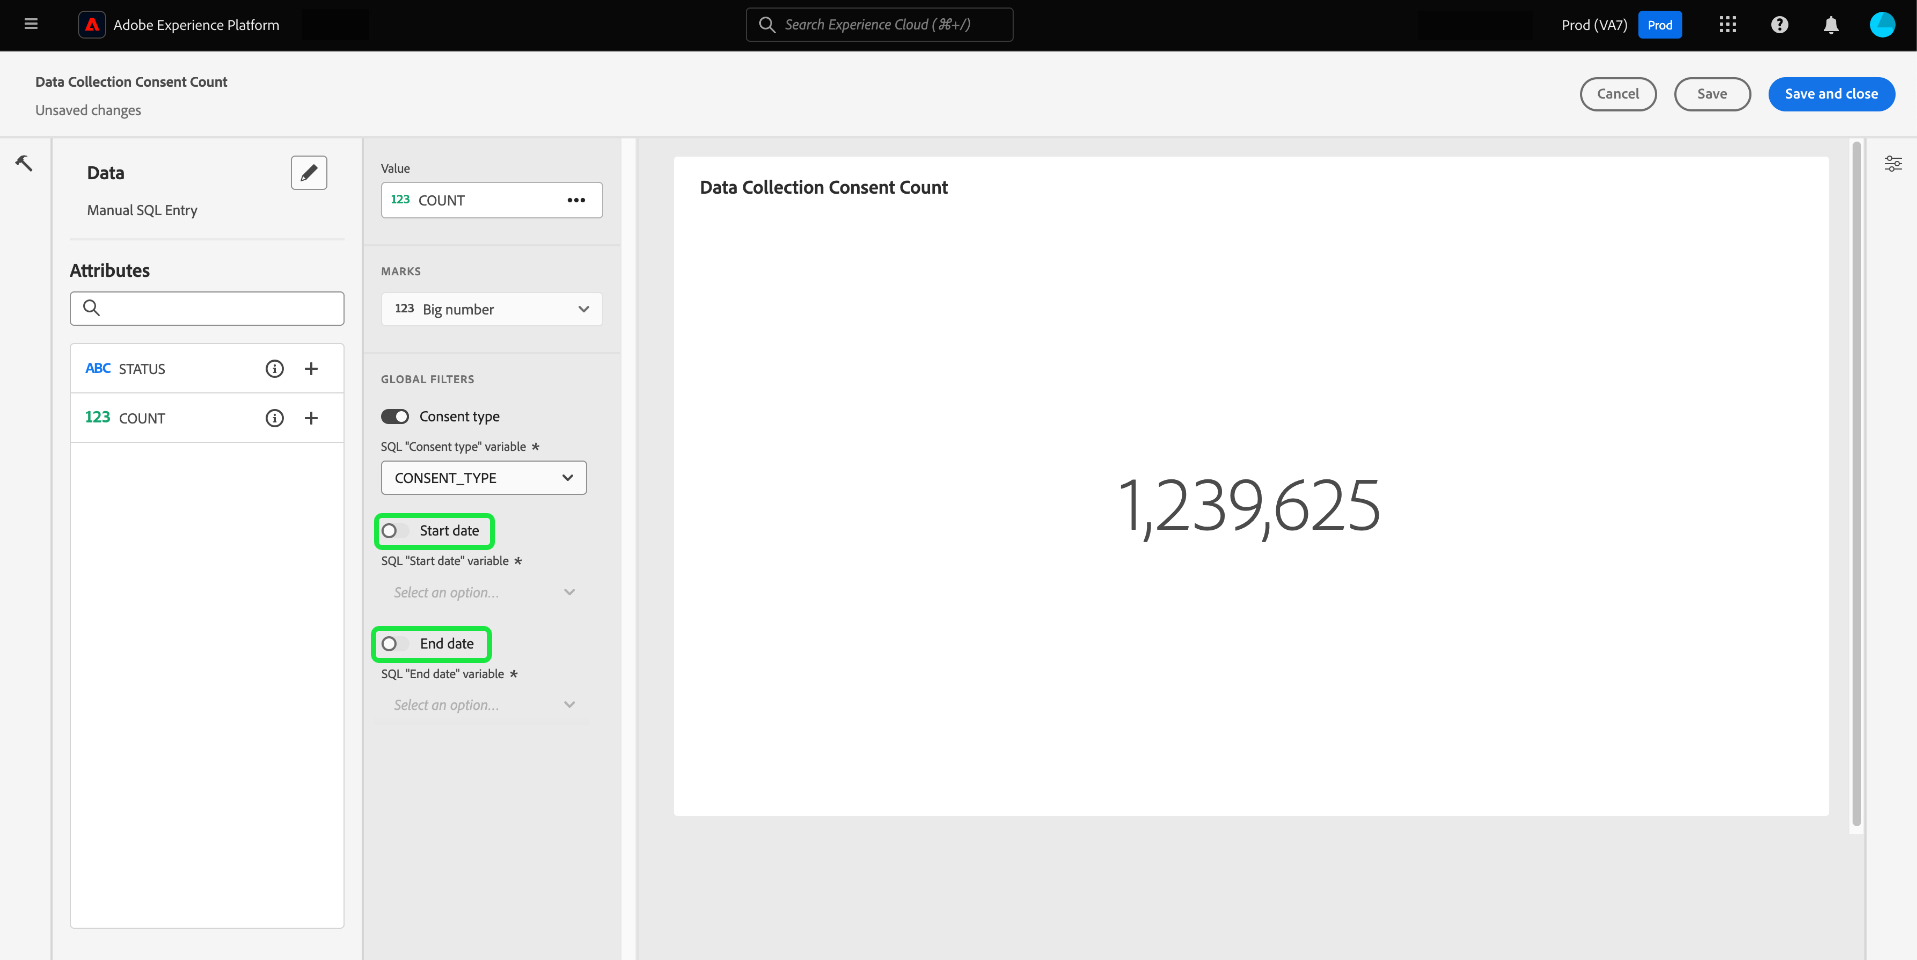 Adobe Experience Platform
Search Experience Cloud (⌘+/)
Prod (VA7)
Prod
Data Collection Consent Count
Unsaved changes
Cancel
Save
Save and close
Data
Manual SQL Entry
Attributes
ABC STATUS
123 COUNT
Value
123 COUNT
MARKS
123 Big number
GLOBAL FILTERS
Consent type
SQL "Consent type" variable *
CONSENT_TYPE
Start date
SQL "Start date" variable *
Select an option...
End date
SQL "End date" variable *
Select an option...
Data Collection Consent Count
1,239,625